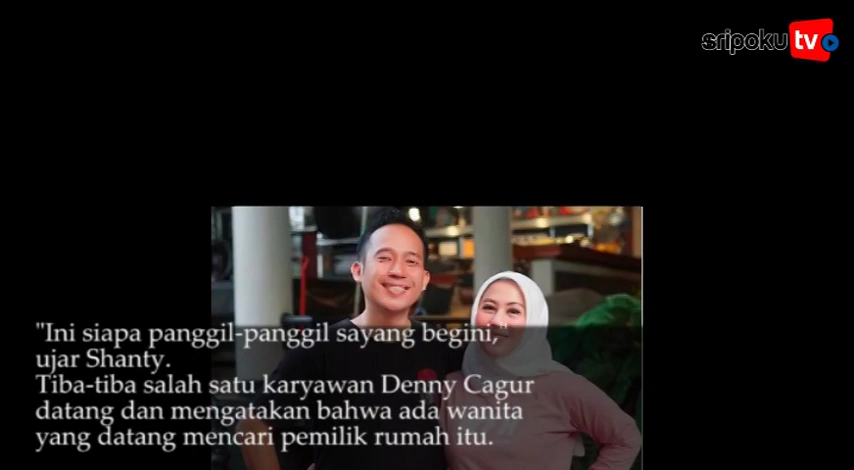 sripoku tv
"Ini siapa panggil-panggil sayang begini,"
ujar Shanty.
Tiba-tiba salah satu karyawan Denny Cagur
datang dan mengatakan bahwa ada wanita
yang datang mencari pemilik rumah itu.